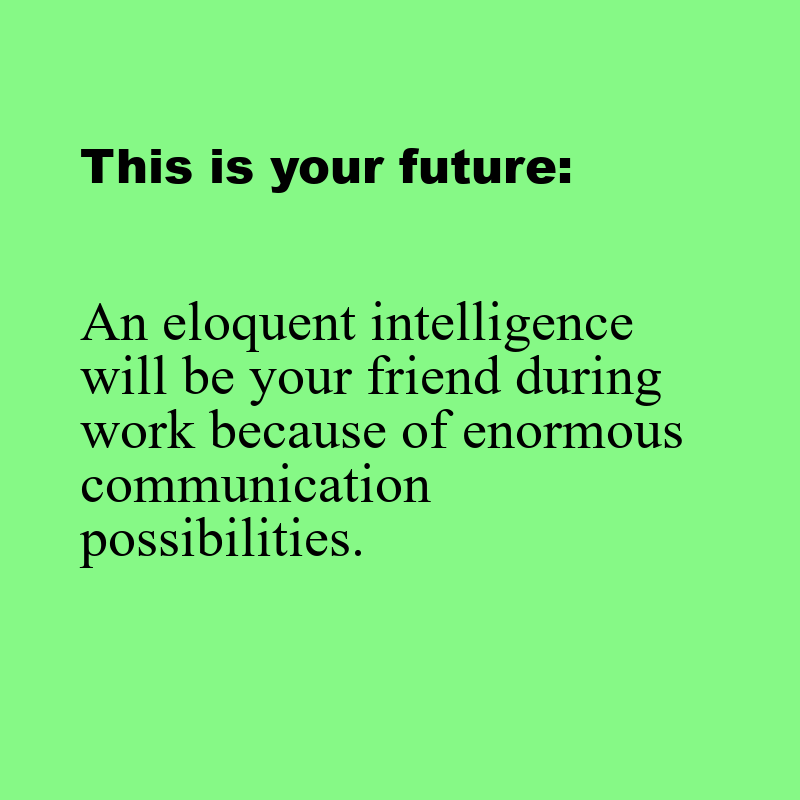 This is your future:
An eloquent intelligence
will be your friend during
work because of enormous
communication
possibilities.